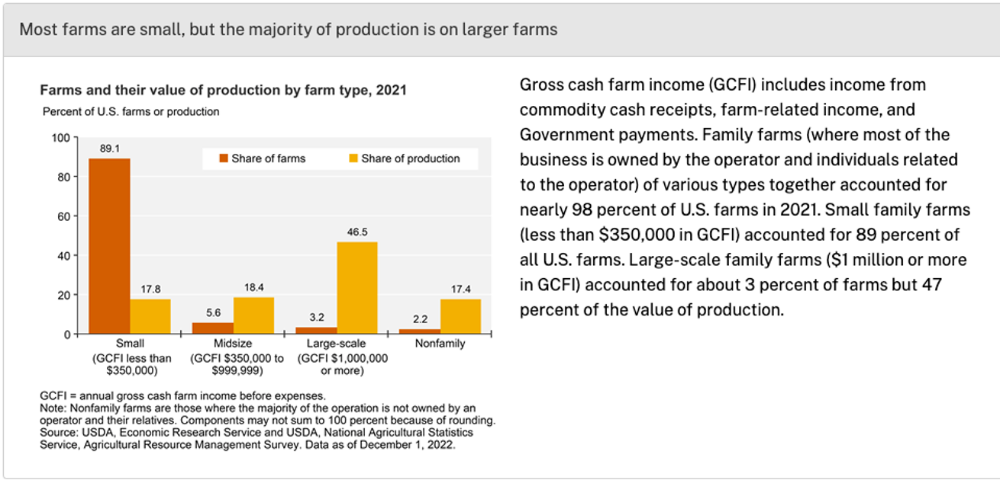 Most farms are small, but the majority of production is on larger farms
Farms and their value of production by farm type, 2021
Percent of U.S. farms or production
100
80
60
40
20
0
Share of farms
Share of production
89.1
17.8
5.6
18.4
3.2
46.5
2.2
17.4
Small
(GCFI less than
$350,000)
Midsize
(GCFI $350,000 to
$999,999)
Large-scale
(GCFI $1,000,000
or more)
Nonfamily
GCFI = annual gross cash farm income before expenses.
Note: Nonfamily farms are those where the majority of the operation is not owned by an
operator and their relatives. Components may not sum to 100 percent because of rounding.
Source: USDA, Economic Research Service and USDA, National Agricultural Statistics
Service, Agricultural Resource Management Survey. Data as of December 1, 2022.
Gross cash farm income (GCFI) includes income from
commodity cash receipts, farm-related income, and
Government payments. Family farms (where most of the
business is owned by the operator and individuals related
to the operator) of various types together accounted for
nearly 98 percent of U.S. farms in 2021. Small family farms
(less than $350,000 in GCFI) accounted for 89 percent of
all U.S. farms. Large-scale family farms ($1 million or more
in GCFI) accounted for about 3 percent of farms but 47
percent of the value of production.